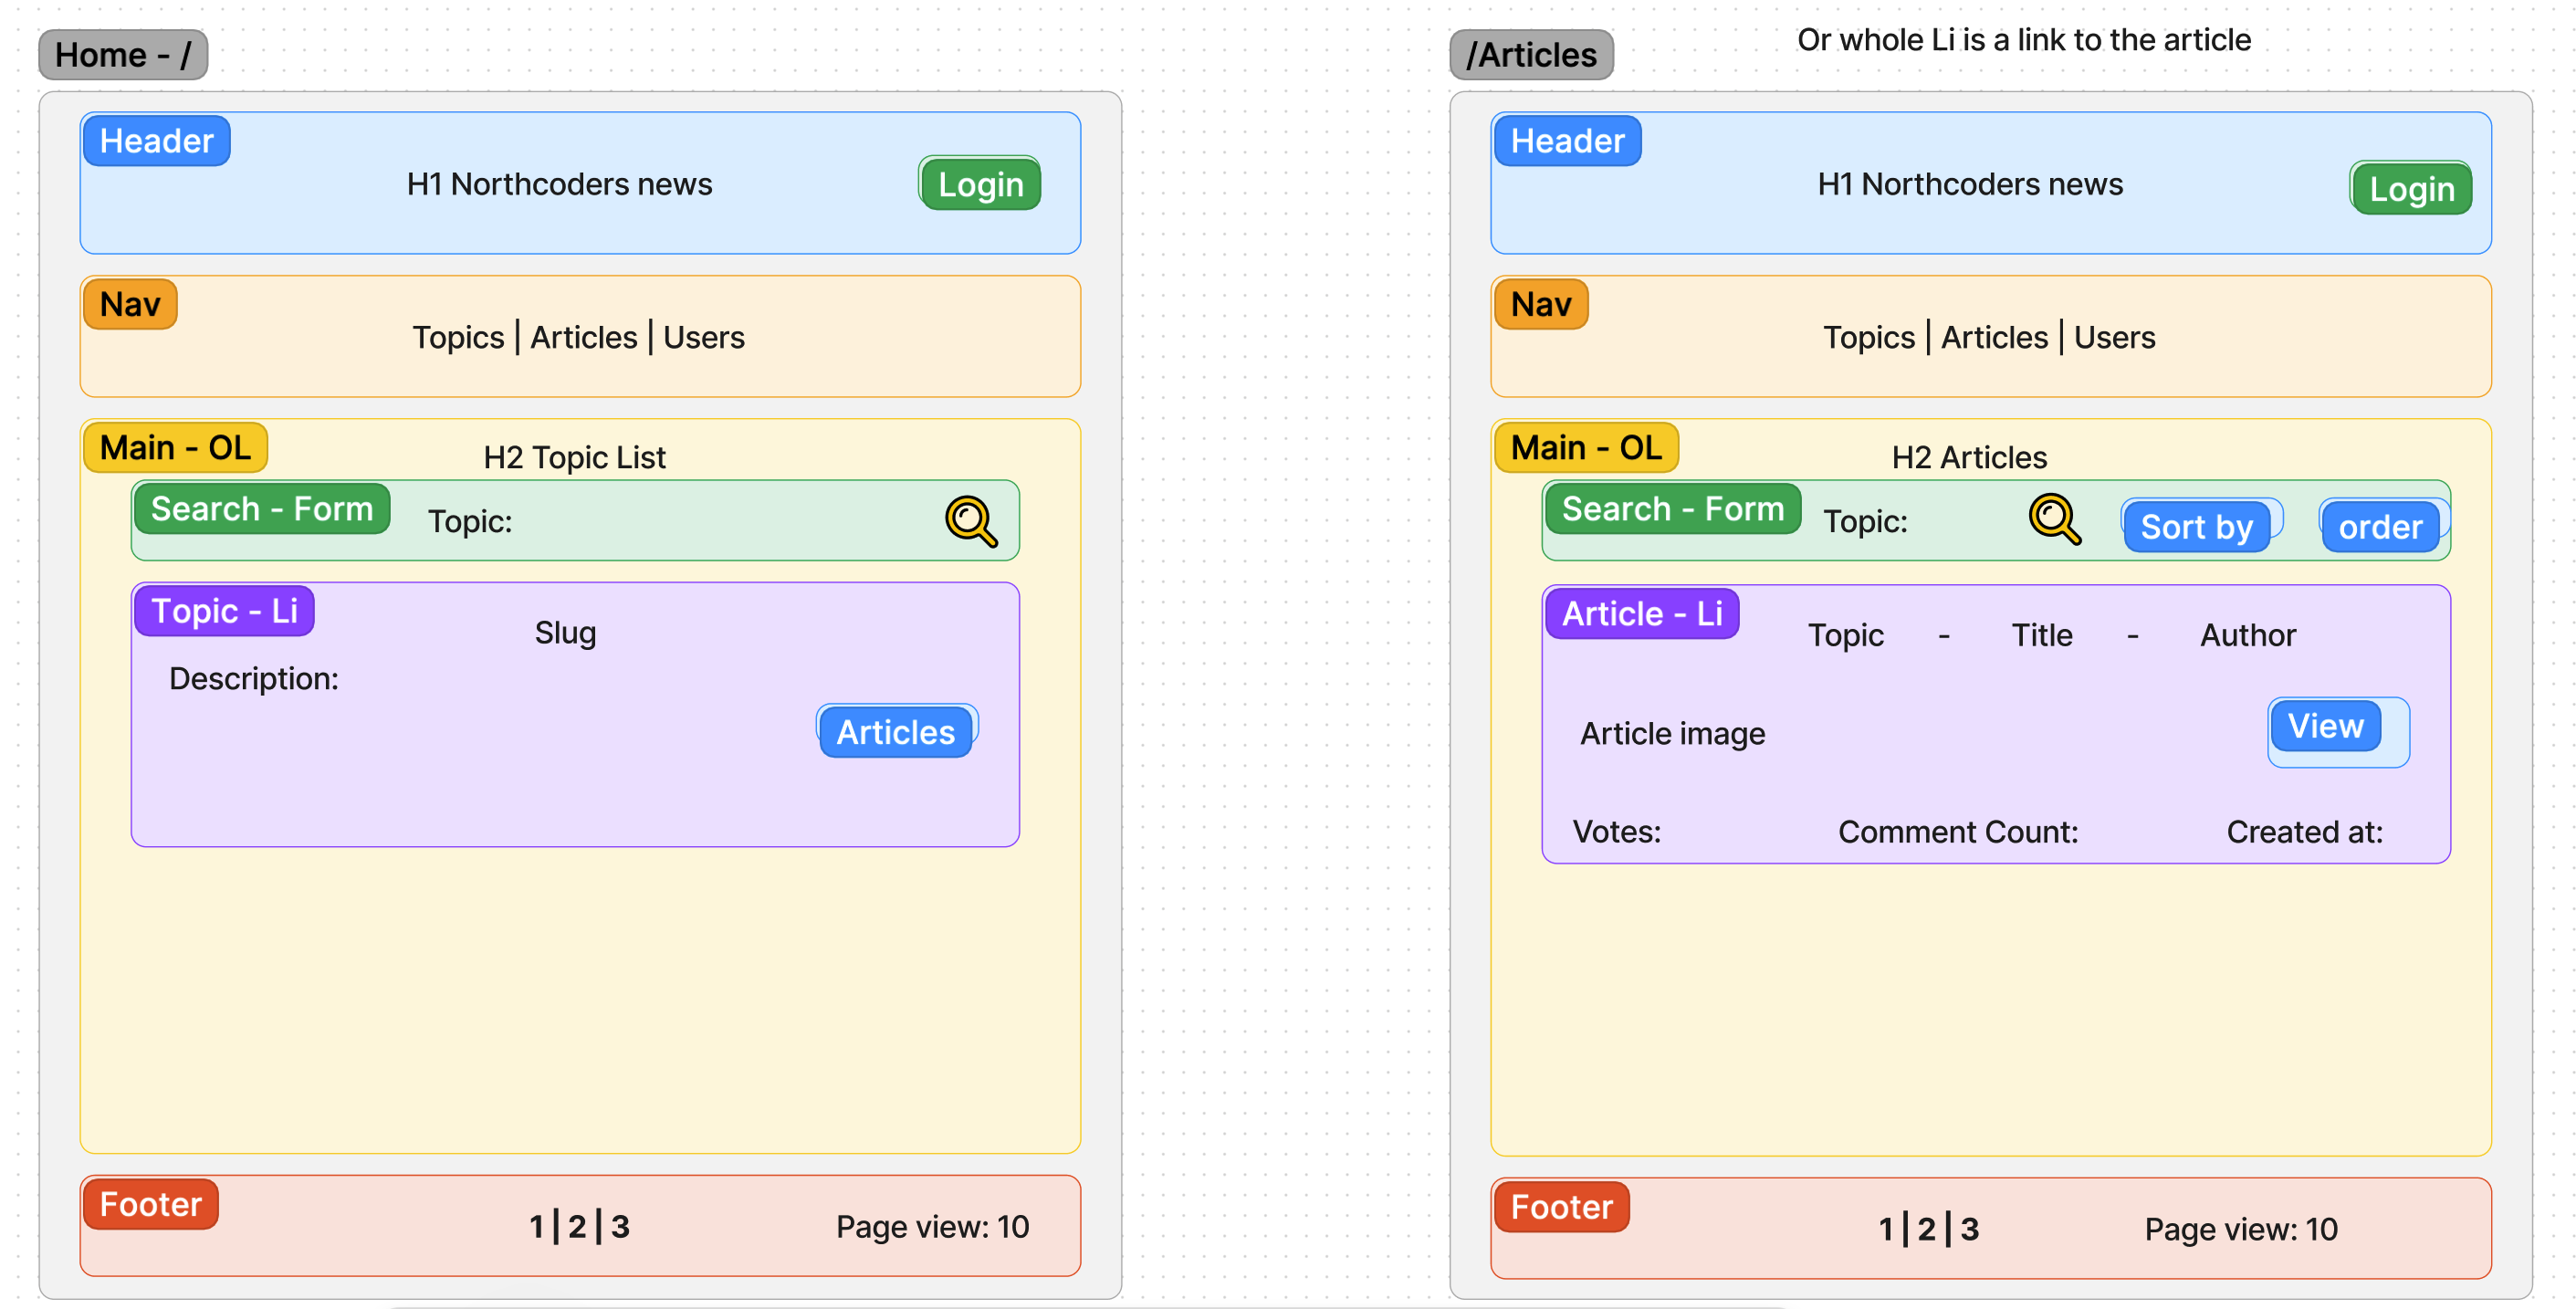 Home - /
Header
H1 Northcoders news
Login
Nav
Topics | Articles | Users
Main - OL
H2 Topic List
Search - Form
Topic:
Topic - Li
Slug
Description:
Articles
Footer
1 | 2 | 3
Page view: 10
/Articles
Or whole Li is a link to the article
Header
H1 Northcoders news
Login
Nav
Topics | Articles | Users
Main - OL
H2 Articles
Search - Form
Topic:
Sort by
order
Article - Li
Topic - Title - Author
Article image
View
Votes:
Comment Count:
Created at:
Footer
1 | 2 | 3
Page view: 10